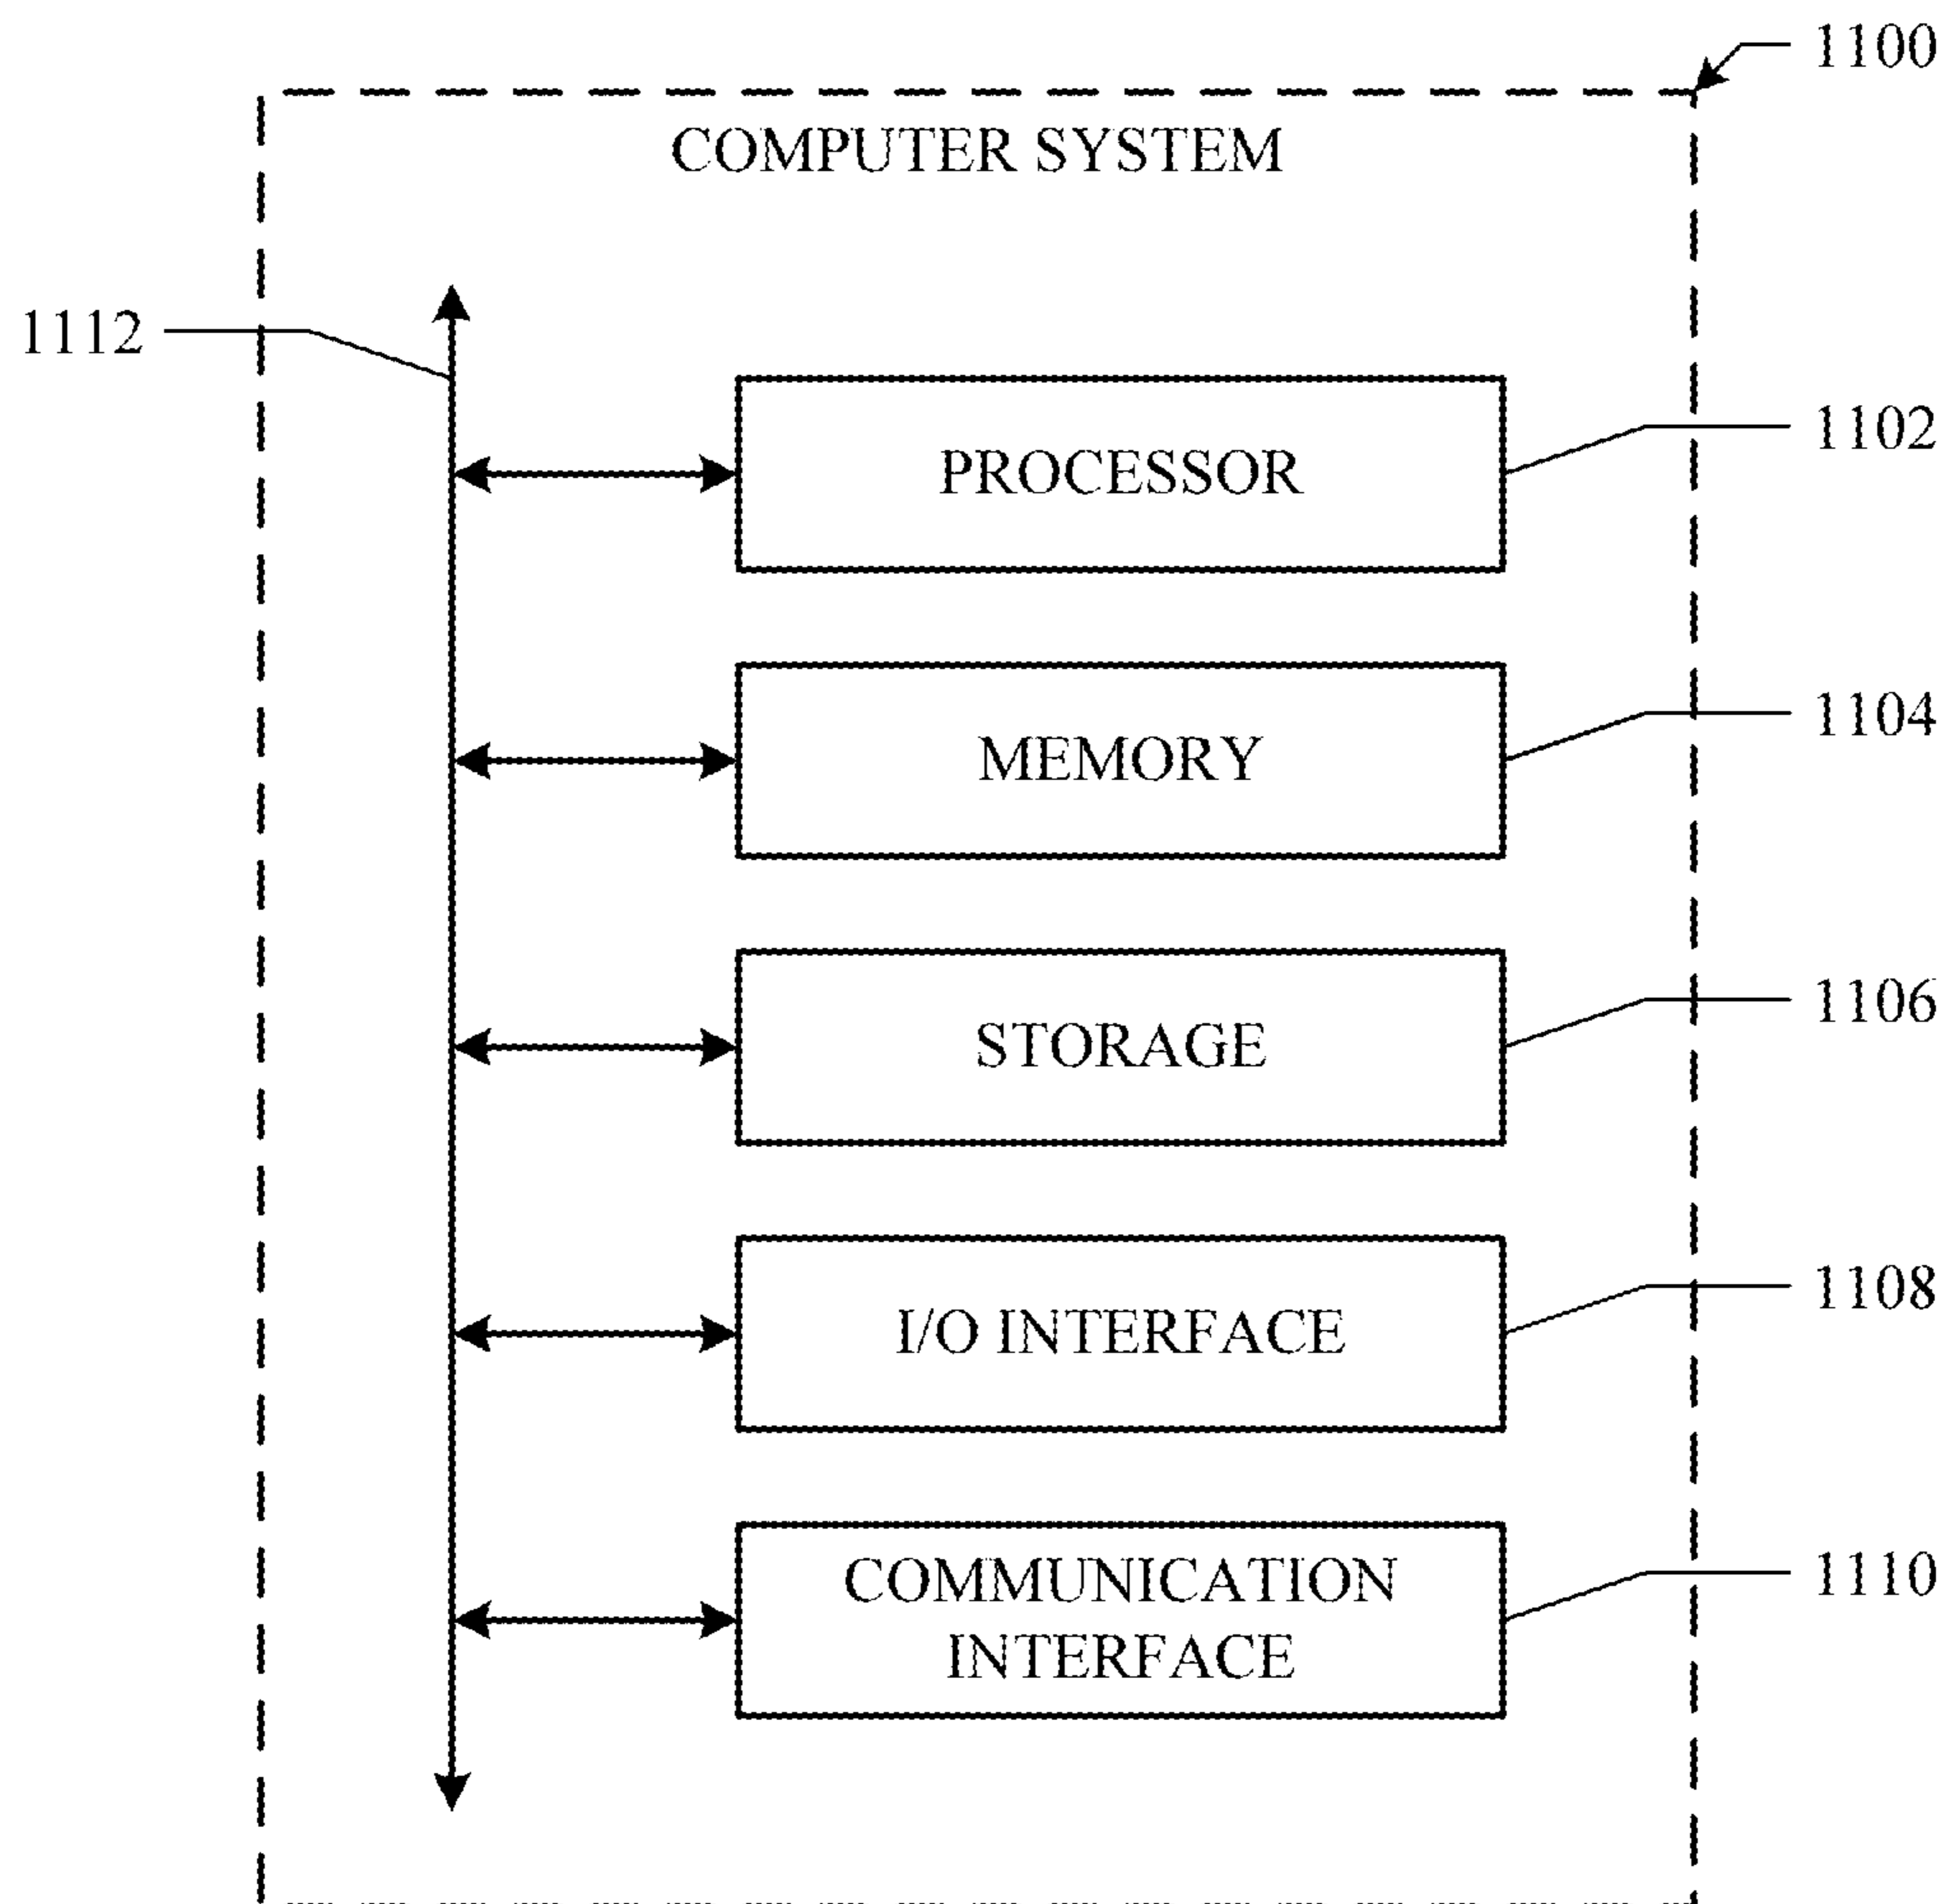 1100
COMPUTER SYSTEM
1112
1102
PROCESSOR
1104
MEMORY
1106
STORAGE
1108
I/O INTERFACE
1110
COMMUNICATION
INTERFACE